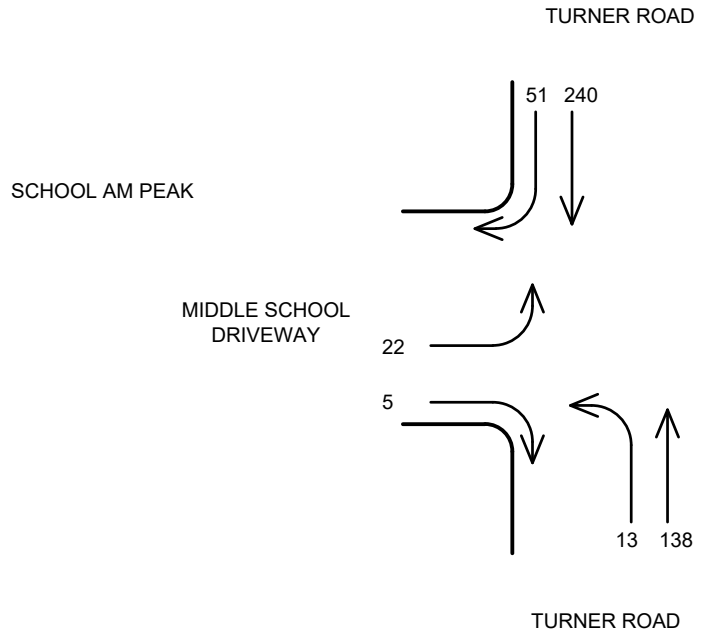 TURNER ROAD
51 240
SCHOOL AM PEAK
MIDDLE SCHOOL
DRIVEWAY
22
5
13 138
TURNER ROAD